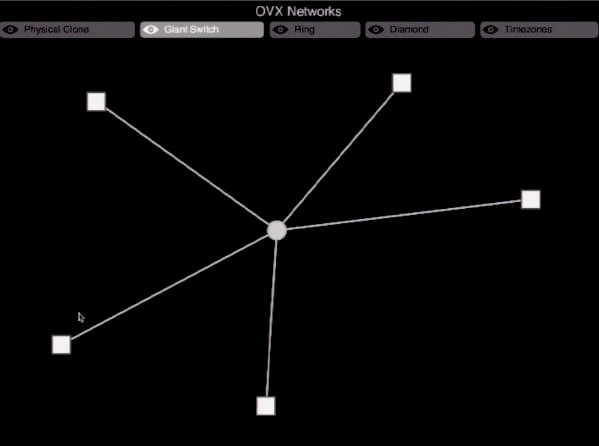 OVX Networks
Physical Clone Giant Switch Ring Diamond Timezones